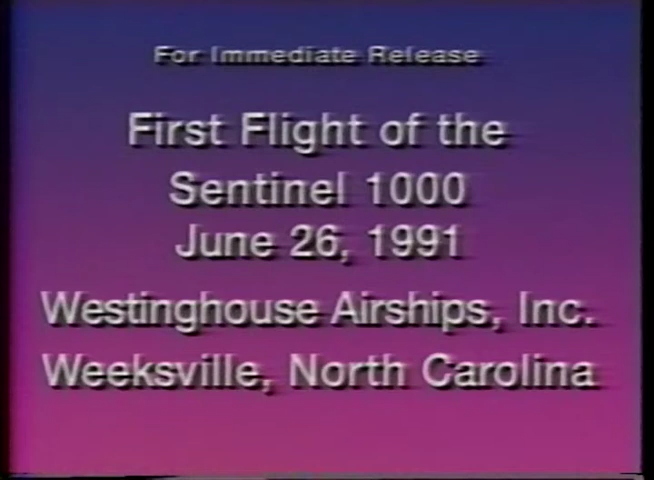 For Immediate Release
First Flight of the
Sentinel 1000
June 26, 1991
Westinghouse Airships, Inc.
Weeksville, North Carolina